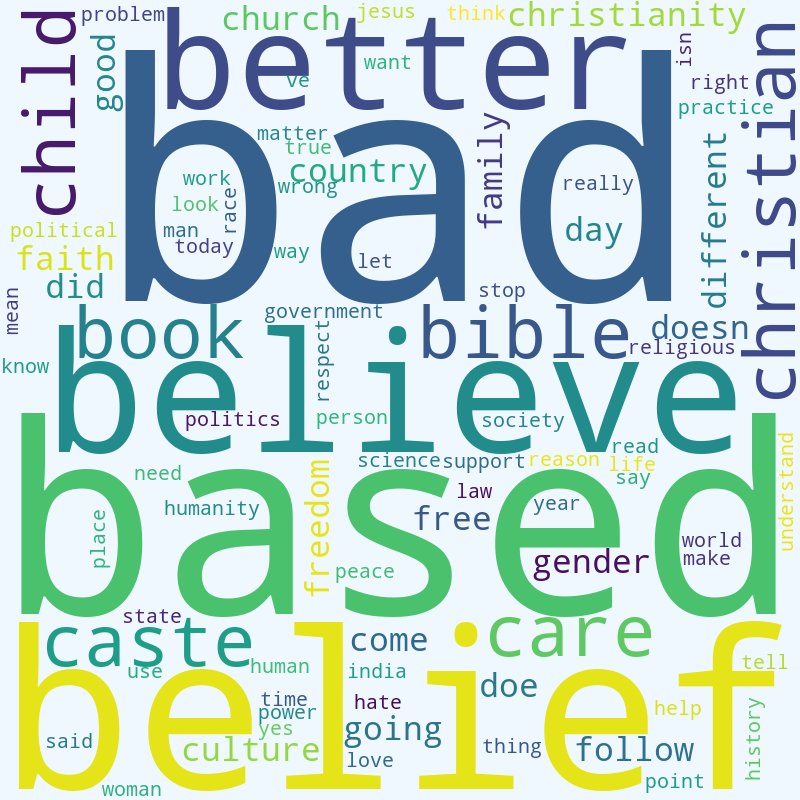 problem
church
jesus
think
christianity
child
good
better
ve
want
isn
right
practice
christian
bad
matter
true
country
wrong
work
look
race
man
today
way
let
family
really
day
different
political
faith
did
mean
stop
government
book
bible
doesn
religious
know
respect
believe
politics
person
society
science
support
reason
read
life
say
understand
based
need
humanity
place
freedom
law
free
year
peace
gender
world
make
state
caste
use
human
come
india
care
doe
tell
belief
time
power
yes
hate
going
love
culture
said
woman
thing
follow
help
point
history